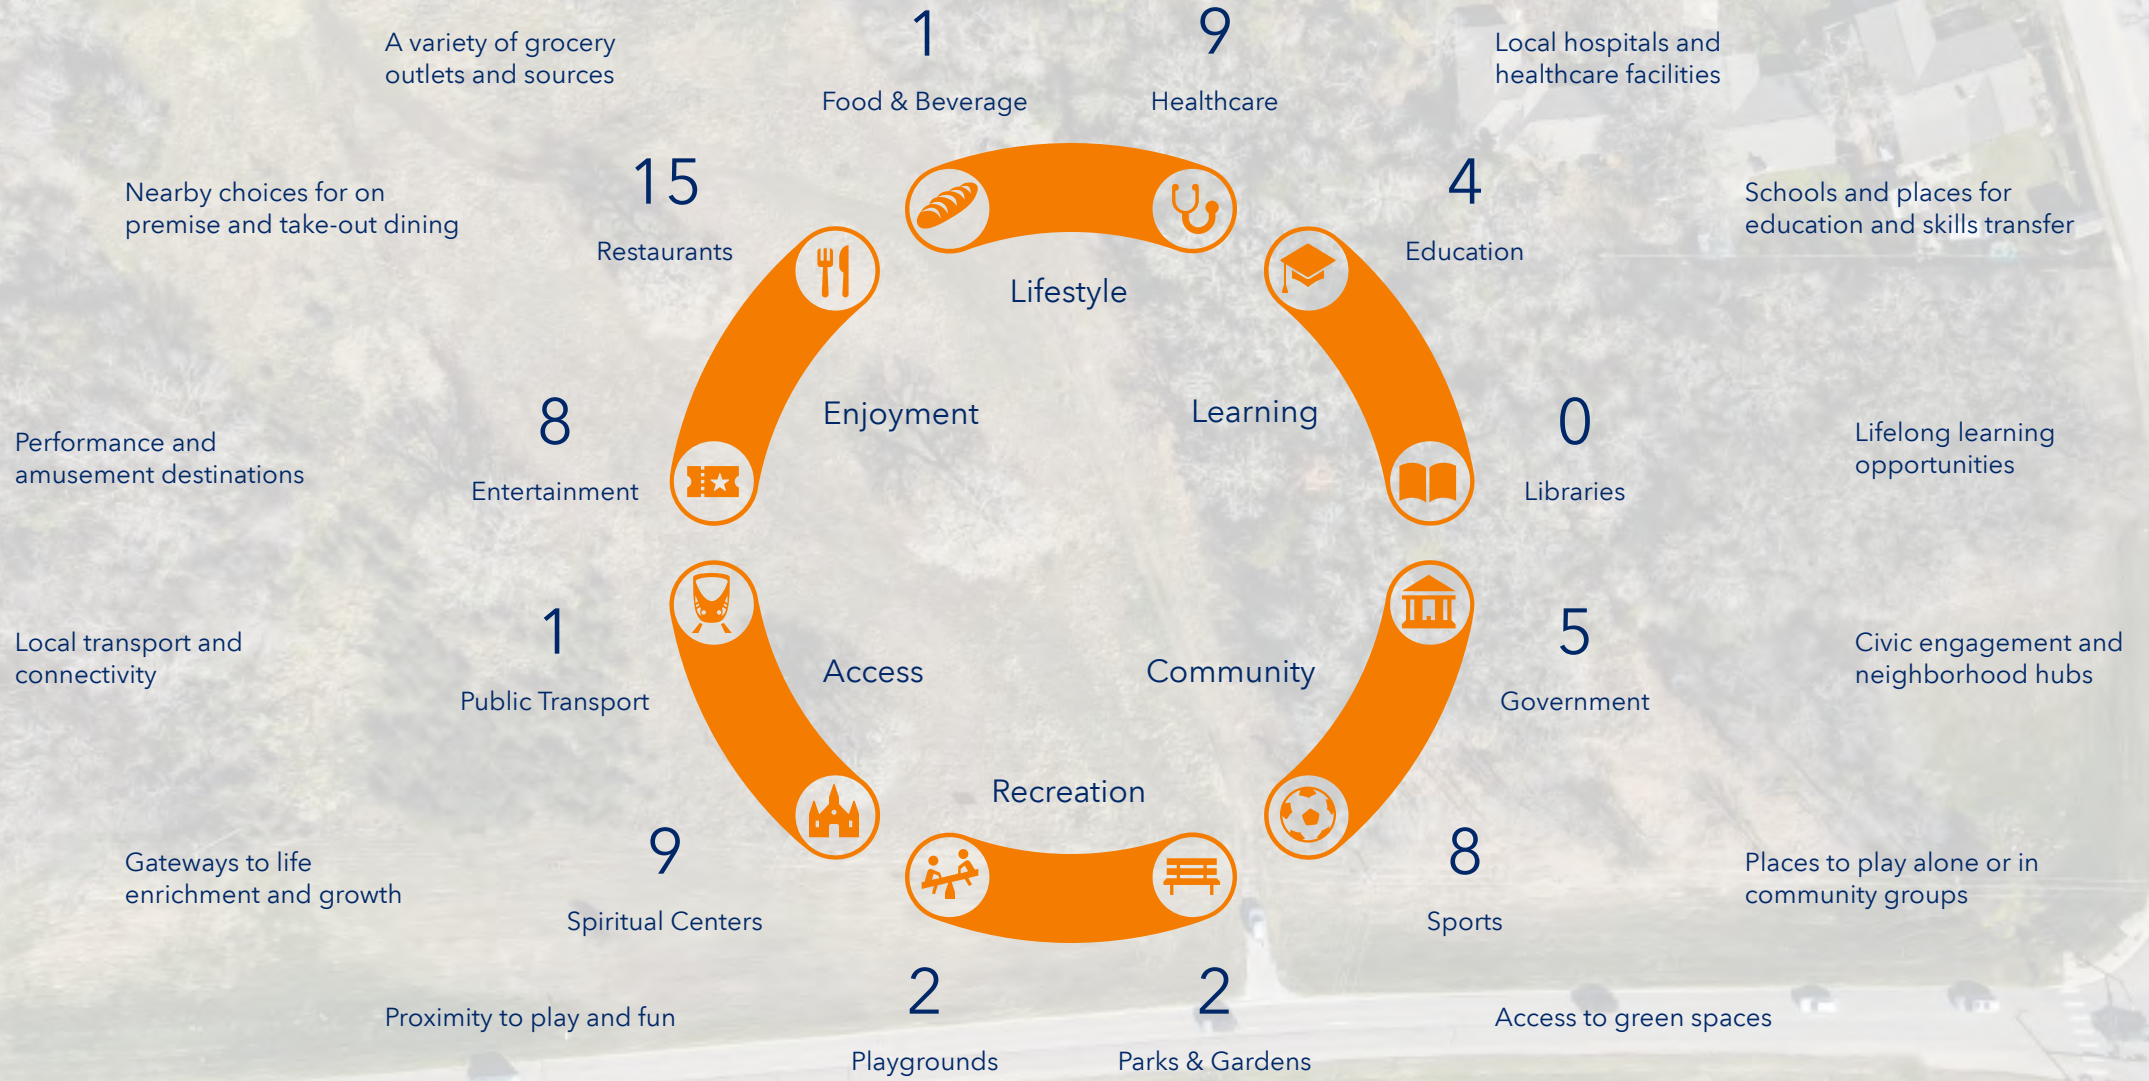 A variety of grocery
outlets and sources
1
Food & Beverage
9
Healthcare
Local hospitals and
healthcare facilities
Nearby choices for on
premise and take-out dining
15
Restaurants
4
Education
Schools and places for
education and skills transfer
Lifestyle
Performance and
amusement destinations
8
Entertainment
Enjoyment
Learning
0
Libraries
Lifelong learning
opportunities
Local transport and
connectivity
1
Public Transport
Access
Community
5
Government
Civic engagement and
neighborhood hubs
Recreation
Gateways to life
enrichment and growth
9
Spiritual Centers
8
Sports
Places to play alone or in
community groups
Proximity to play and fun
2
Playgrounds
2
Parks & Gardens
Access to green spaces